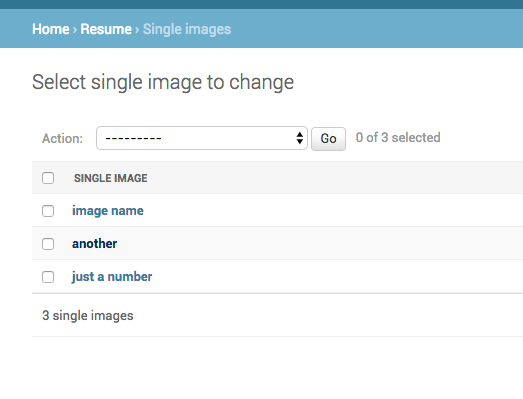 Home › Resume › Single images
Select single image to change
Action: --------- Go 0 of 3 selected
SINGLE IMAGE
image name
another
just a number
3 single images